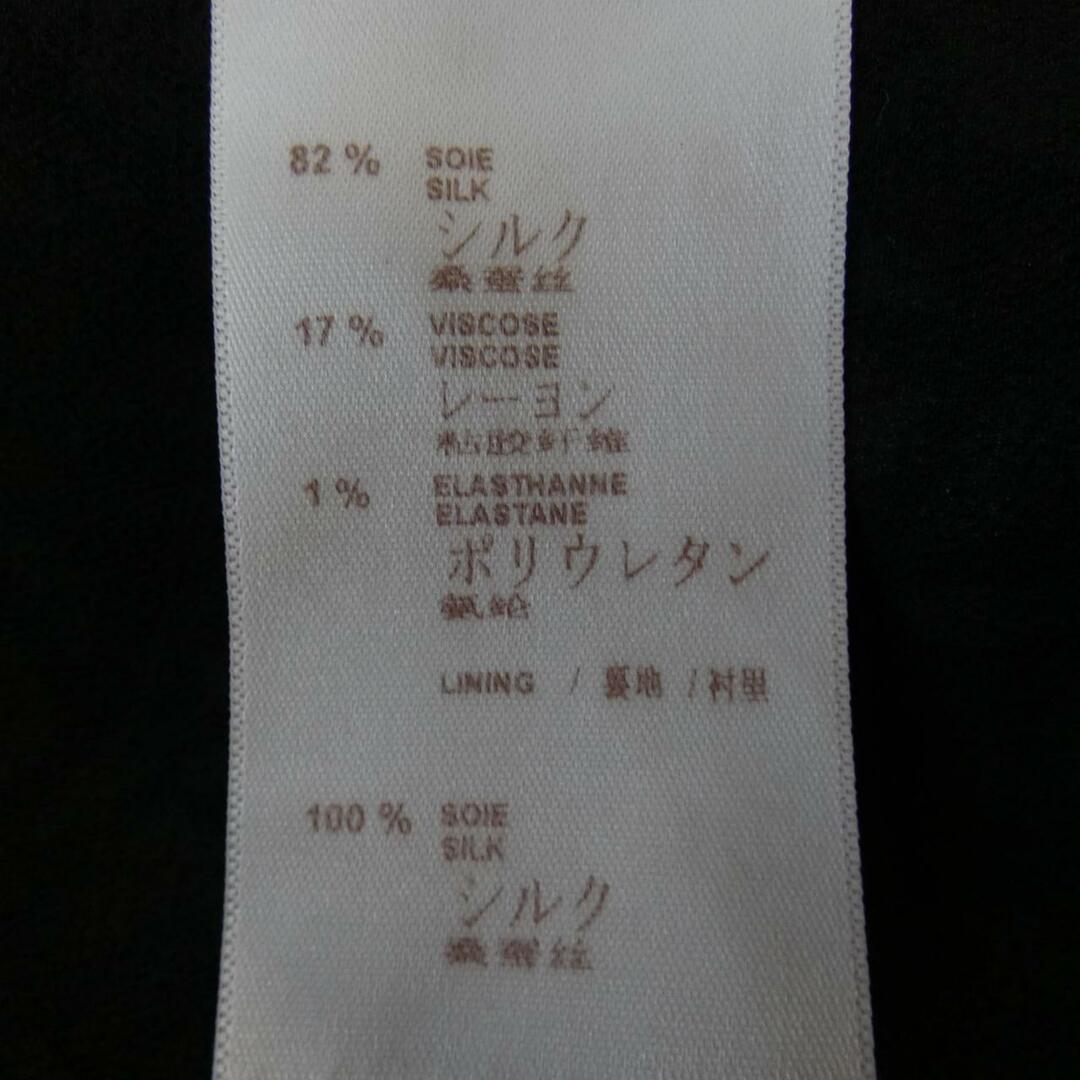 82 % SOIE
SILK
シルク
桑蚕丝
17 % VISCOSE
VISCOSE
レーヨン
粘胶纤维
1 % ELASTHANNE
ELASTANE
ポリウレタン
氨纶
LINING / 裏地 / 衬里
100 % SOIE
SILK
シルク
桑蚕丝